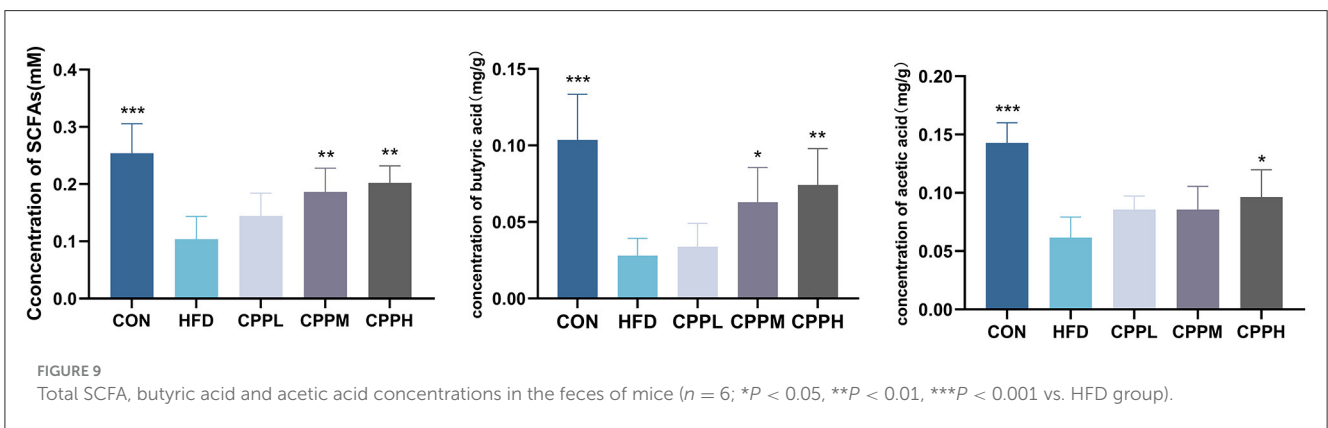 Cconcentration of SCFAs(mM)
0.4
0.3
0.2
0.1
0.0
***
**
**
CON HFD CPPL CPPM CPPH
concentration of butyric acid（mg/g）
0.15
0.10
0.05
0.00
***
*
**
CON HFD CPPL CPPM CPPH
concentration of acetic acid（mg/g）
0.20
0.15
0.10
0.05
0.00
***
*
CON HFD CPPL CPPM CPPH
FIGURE 9
Total SCFA, butyric acid and acetic acid concentrations in the feces of mice (n = 6; *P < 0.05, **P < 0.01, ***P < 0.001 vs. HFD group).